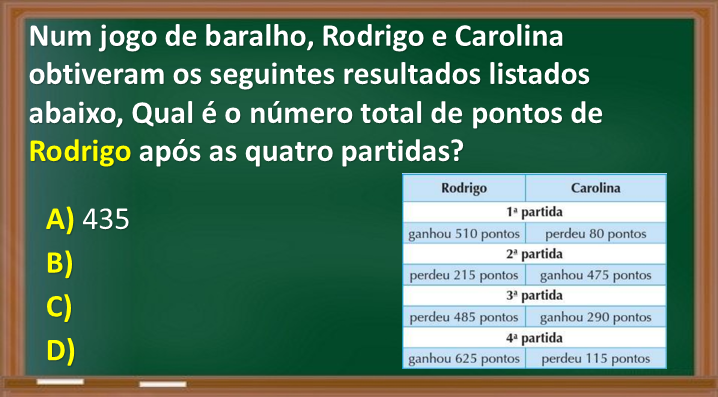 Num jogo de baralho, Rodrigo e Carolina
obtiveram os seguintes resultados listados
abaixo, Qual é o número total de pontos de
Rodrigo após as quatro partidas?
A) 435
B)
C)
D)
Rodrigo Carolina
1ª partida
ganhou 510 pontos perdeu 80 pontos
2ª partida
perdeu 215 pontos ganhou 475 pontos
3ª partida
perdeu 485 pontos ganhou 290 pontos
4ª partida
ganhou 625 pontos perdeu 115 pontos